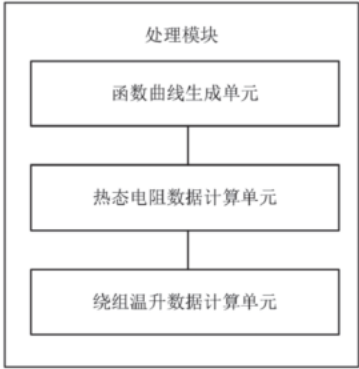 处理模块
函数曲线生成单元
热态电阻数据计算单元
绕组温升数据计算单元